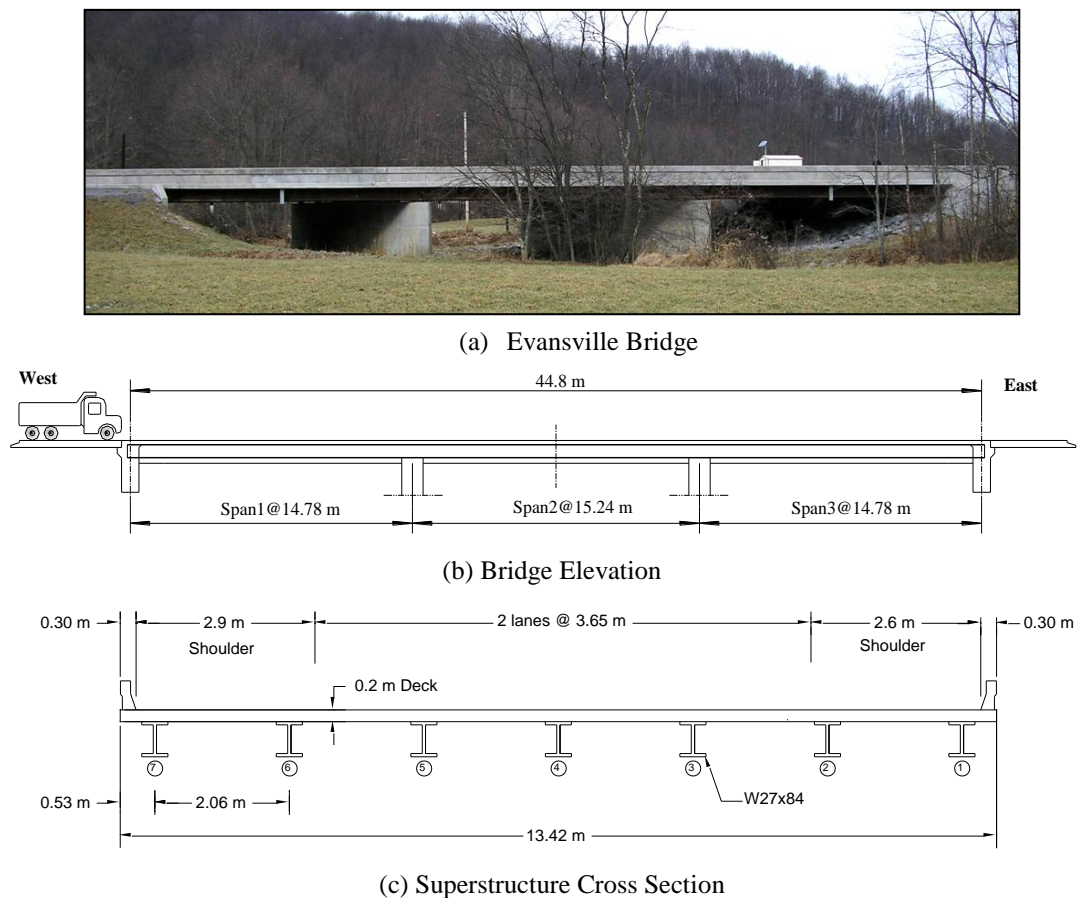 (a) Evansville Bridge
West
44.8 m
East
Span1@14.78 m
Span2@15.24 m
Span3@14.78 m
(b) Bridge Elevation
0.30 m
2.9 m
2 lanes @ 3.65 m
2.6 m
0.30 m
Shoulder
Shoulder
0.2 m Deck
7
6
5
4
3
2
1
W27x84
0.53 m
2.06 m
13.42 m
(c) Superstructure Cross Section